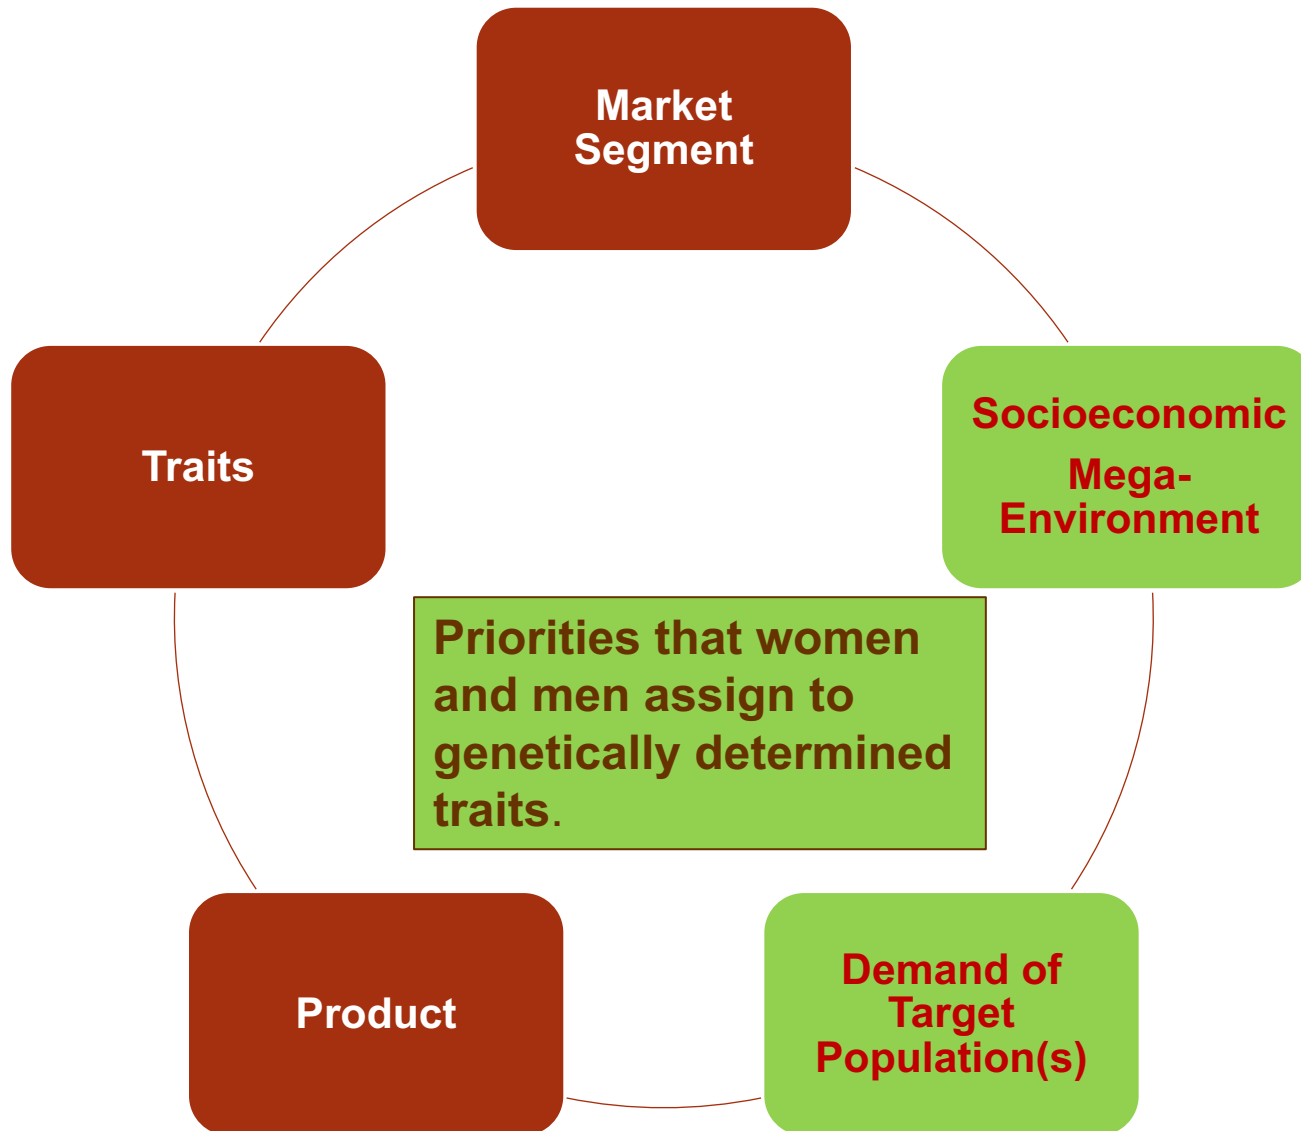 Market
Segment
Socioeconomic
Mega-
Environment
Traits
Priorities that women
and men assign to
genetically determined
traits.
Demand of
Target
Population(s)
Product